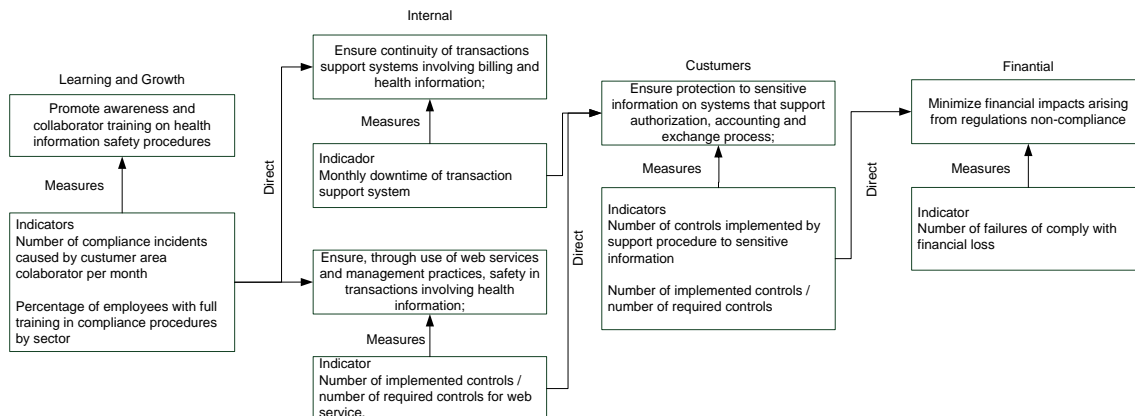 Internal
Ensure continuity of transactions
support systems involving billing and
health information;
Learning and Growth
Promote awareness and
collaborator training on health
information safety procedures
Measures
Indicators
Number of compliance incidents
caused by custumer area
colaborator per month
Percentage of employees with full
training in compliance procedures
by sector
Direct
Measures
Indicador
Monthly downtime of transaction
support system
Ensure, through use of web services
and management practices, safety in
transactions involving health
information;
Measures
Indicator
Number of implemented controls /
number of required controls for web
service.
Direct
Custumers
Ensure protection to sensitive
information on systems that support
authorization, accounting and
exchange process;
Measures
Indicators
Number of controls implemented by
support procedure to sensitive
information
Number of implemented controls /
number of required controls
Direct
Finantial
Minimize financial impacts arising
from regulations non-compliance
Measures
Indicator
Number of failures of comply with
financial loss